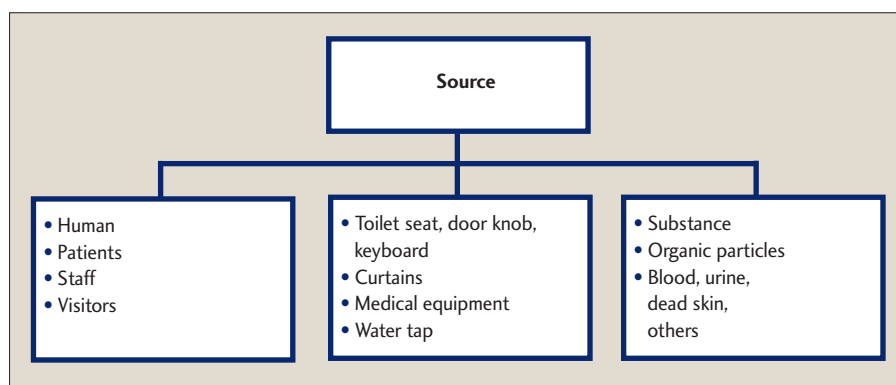 Source
• Human
• Patients
• Staff
• Visitors
• Toilet seat, door knob,
keyboard
• Curtains
• Medical equipment
• Water tap
• Substance
• Organic particles
• Blood, urine,
dead skin,
others